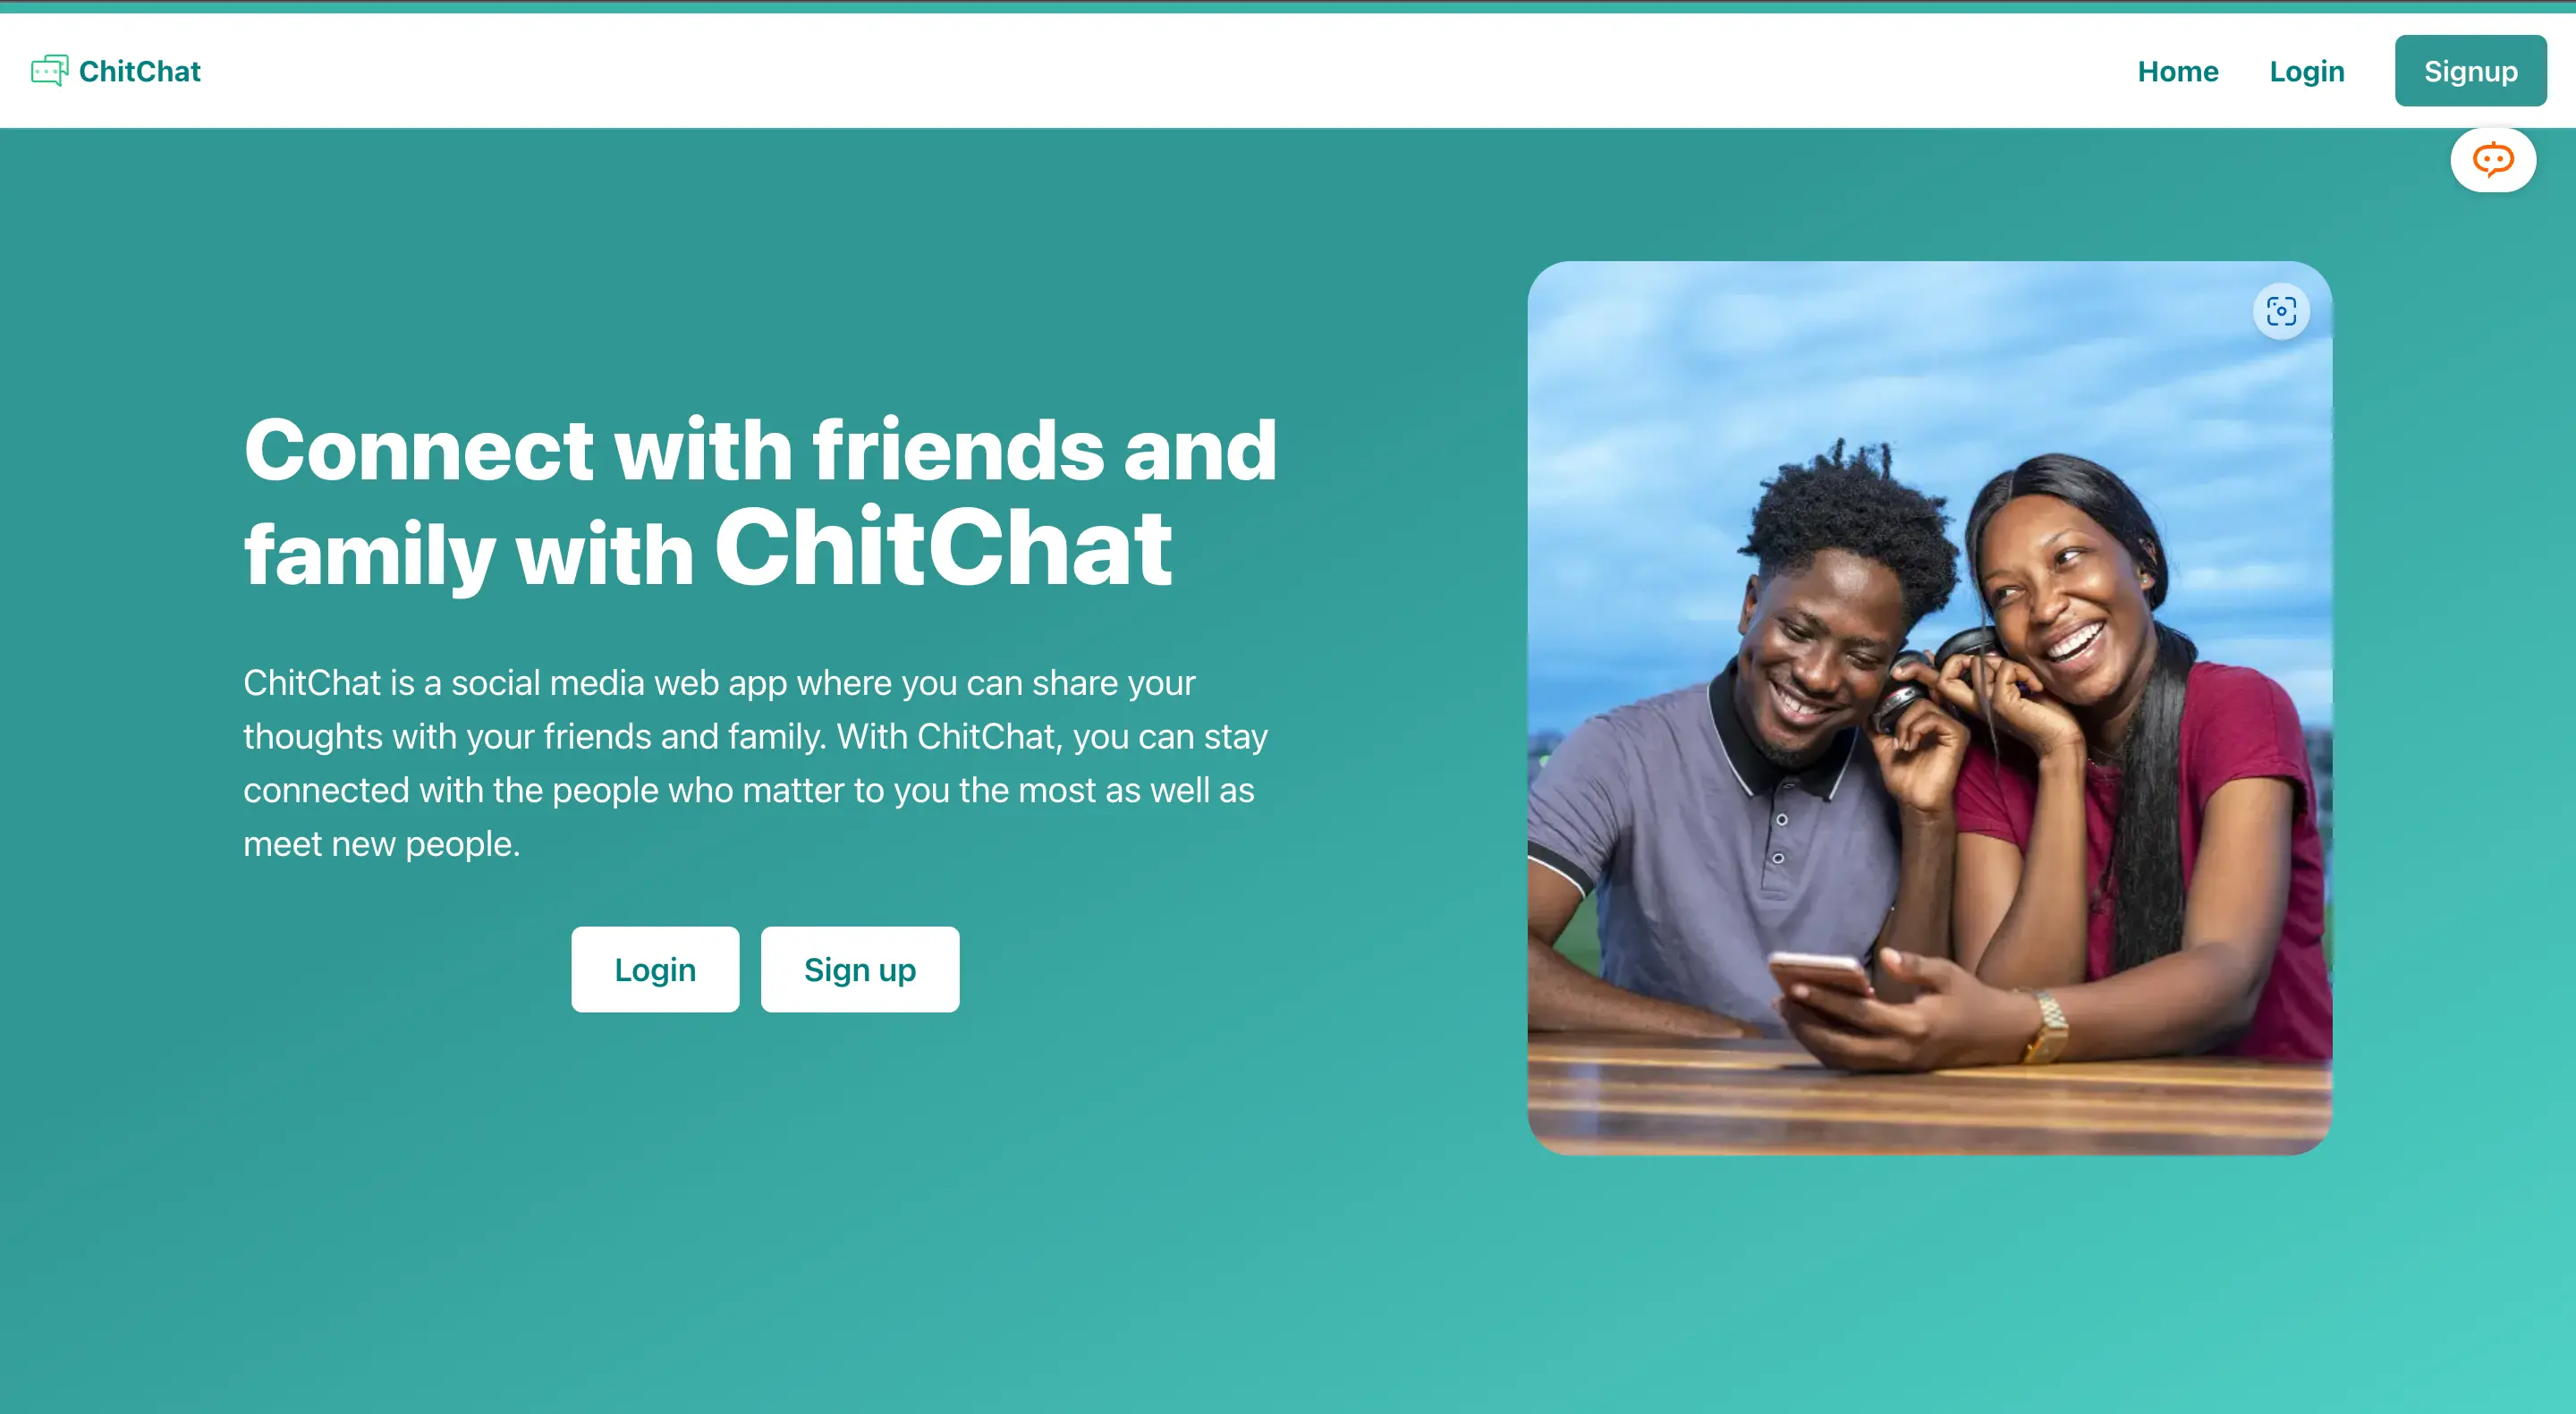 ChitChat
Home
Login
Signup
Connect with friends and
family with ChitChat
ChitChat is a social media web app where you can share your
thoughts with your friends and family. With ChitChat, you can stay
connected with the people who matter to you the most as well as
meet new people.
Login
Sign up